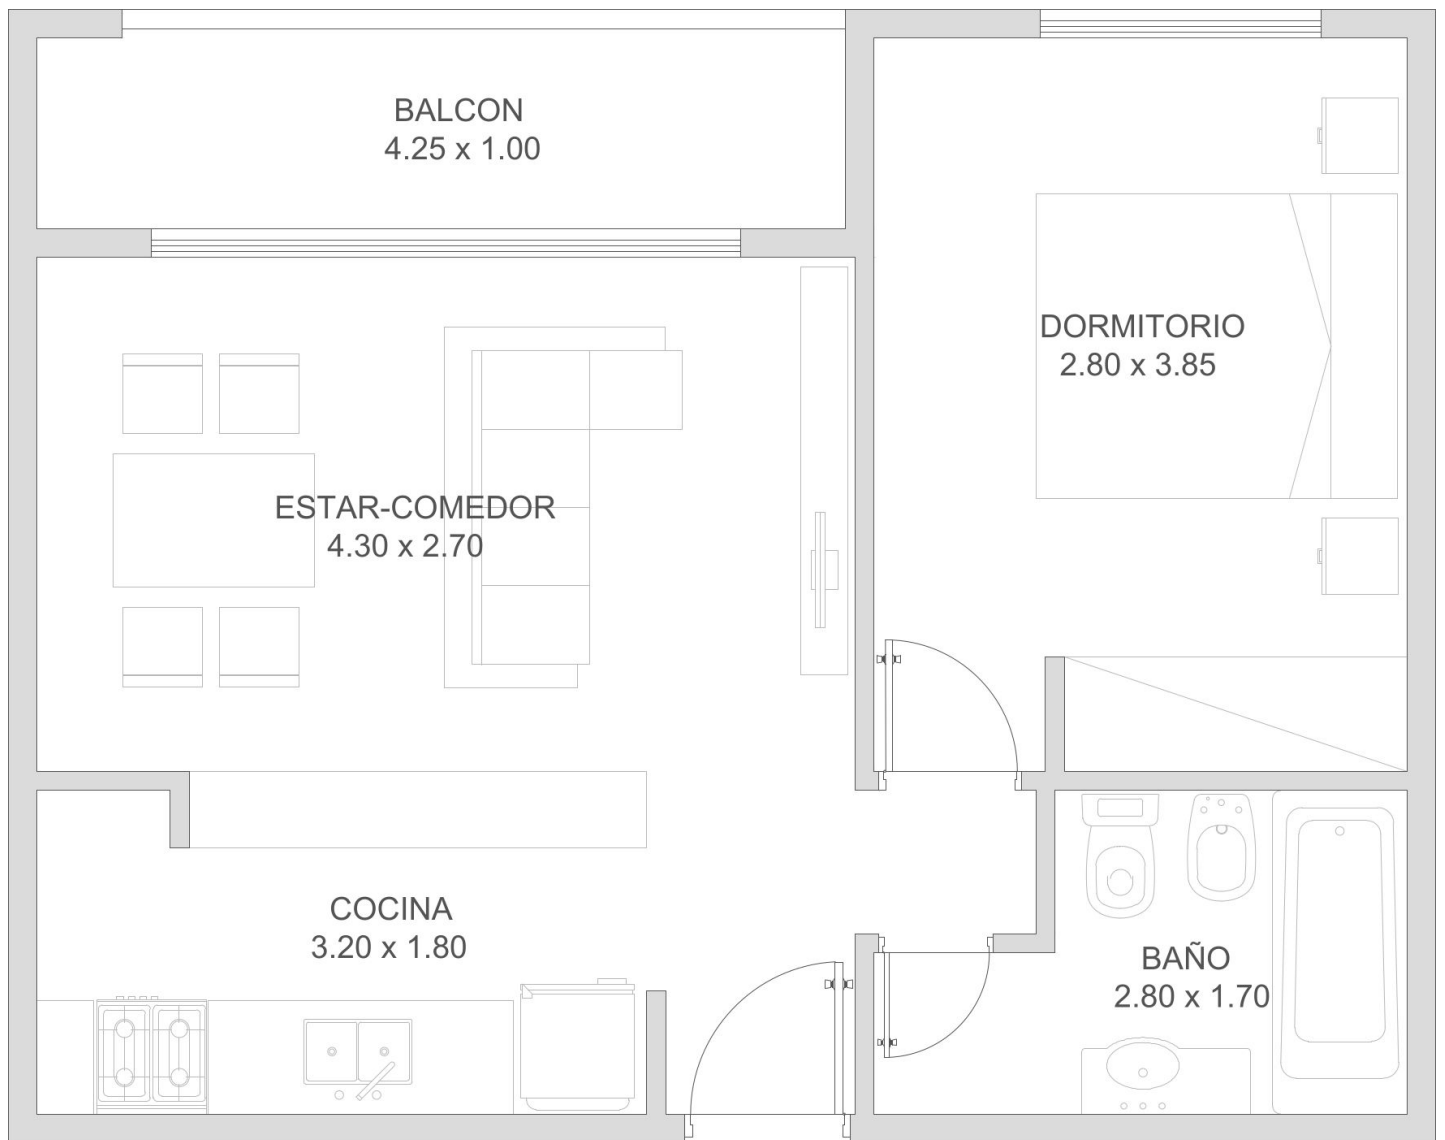 BALCON
4.25 x 1.00
DORMITORIO
2.80 x 3.85
ESTAR-COMEDOR
4.30 x 2.70
COCINA
3.20 x 1.80
BAÑO
2.80 x 1.70